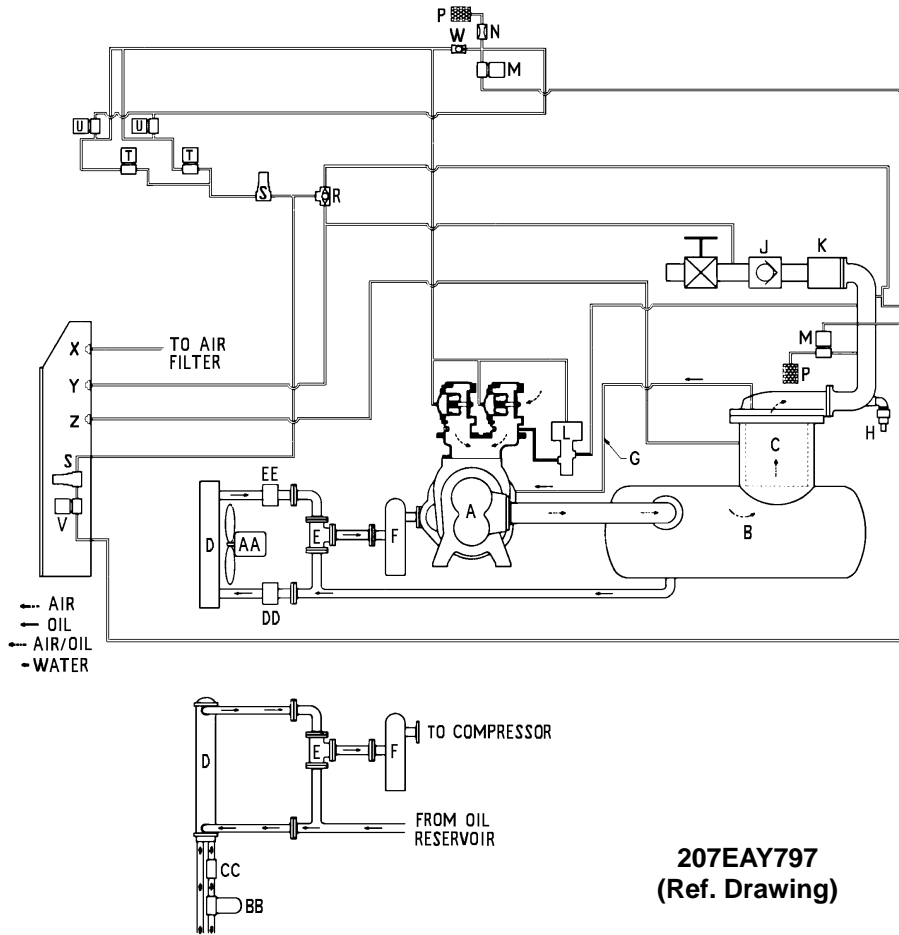 P
W
N
M
U
U
T
T
S
R
J
K
X
TO AIR
FILTER
M
Y
P
Z
H
L
C
S
G
EE
V
A
D
AA
E
F
B
DD
AIR
OIL
AIR/OIL
WATER
TO COMPRESSOR
D
E
F
FROM OIL
RESERVOIR
CC
BB
207EAY797
(Ref. Drawing)